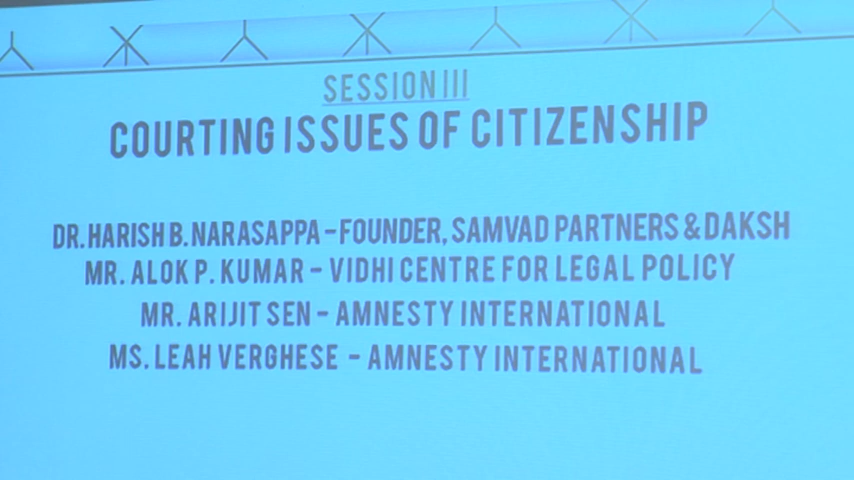 SESSION III
COURTING ISSUES OF CITIZENSHIP
DR. HARISH B. NARASAPPA – FOUNDER, SAMVAD PARTNERS & DAKSH
MR. ALOK P. KUMAR – VIDHI CENTRE FOR LEGAL POLICY
MR. ARIJIT SEN – AMNESTY INTERNATIONAL
MS. LEAH VERGHESE – AMNESTY INTERNATIONAL